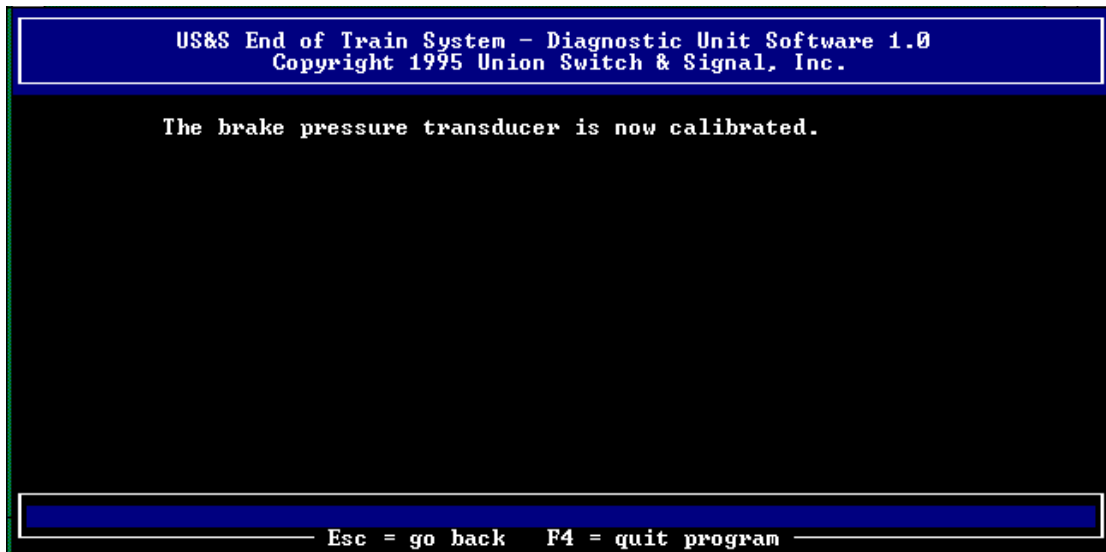 US&S End of Train System - Diagnostic Unit Software 1.0
Copyright 1995 Union Switch & Signal, Inc.
The brake pressure transducer is now calibrated.
Esc = go back F4 = quit program